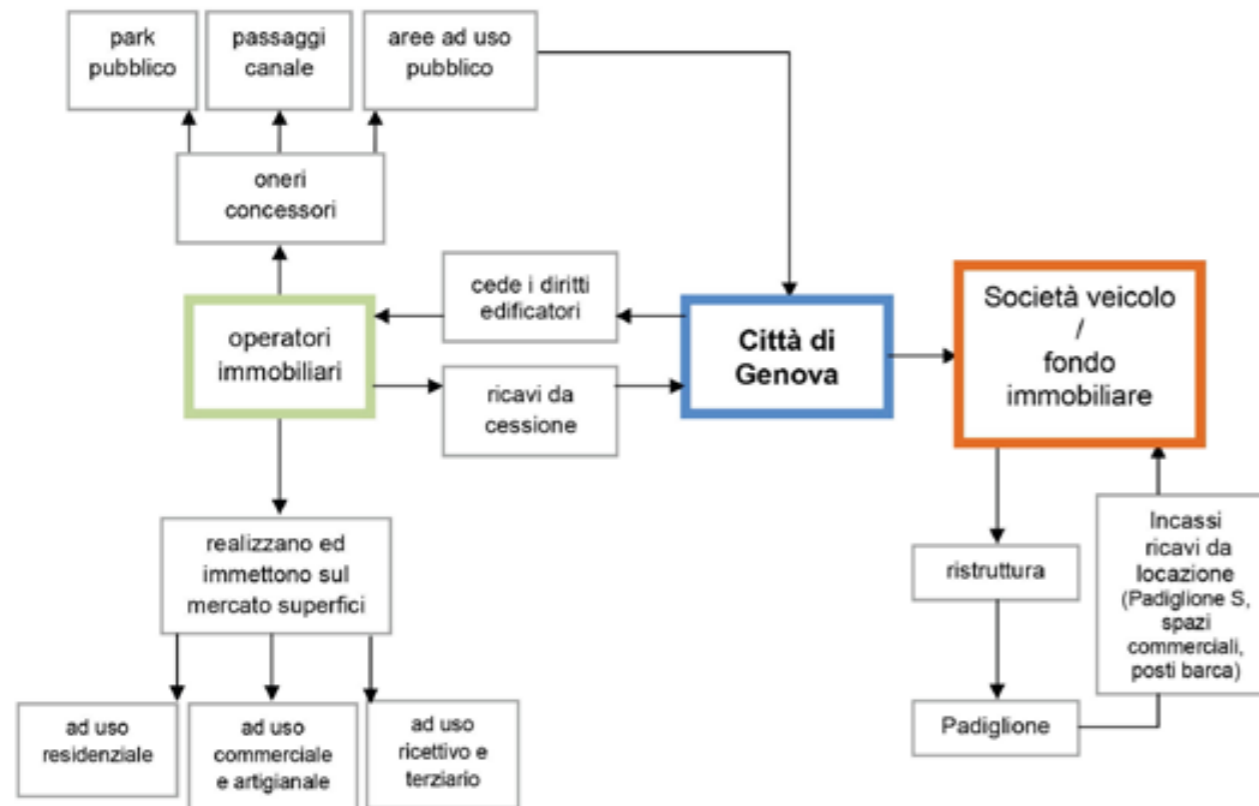 park
pubblico
passaggi
canale
aree ad uso
pubblico
oneri
concessori
cede i diritti
edificatori
operatori
immobiliari
ricavi da
cessione
Città di
Genova
Società veicolo
/
fondo
immobiliare
realizzano ed
immettono sul
mercato superfici
ad uso
residenziale
ad uso
commerciale
e artigianale
ad uso
ricettivo e
terziario
ristruttura
Padiglione
Incassi
ricavi da
locazione
(Padiglione S,
spazi
commerciali,
posti barca)